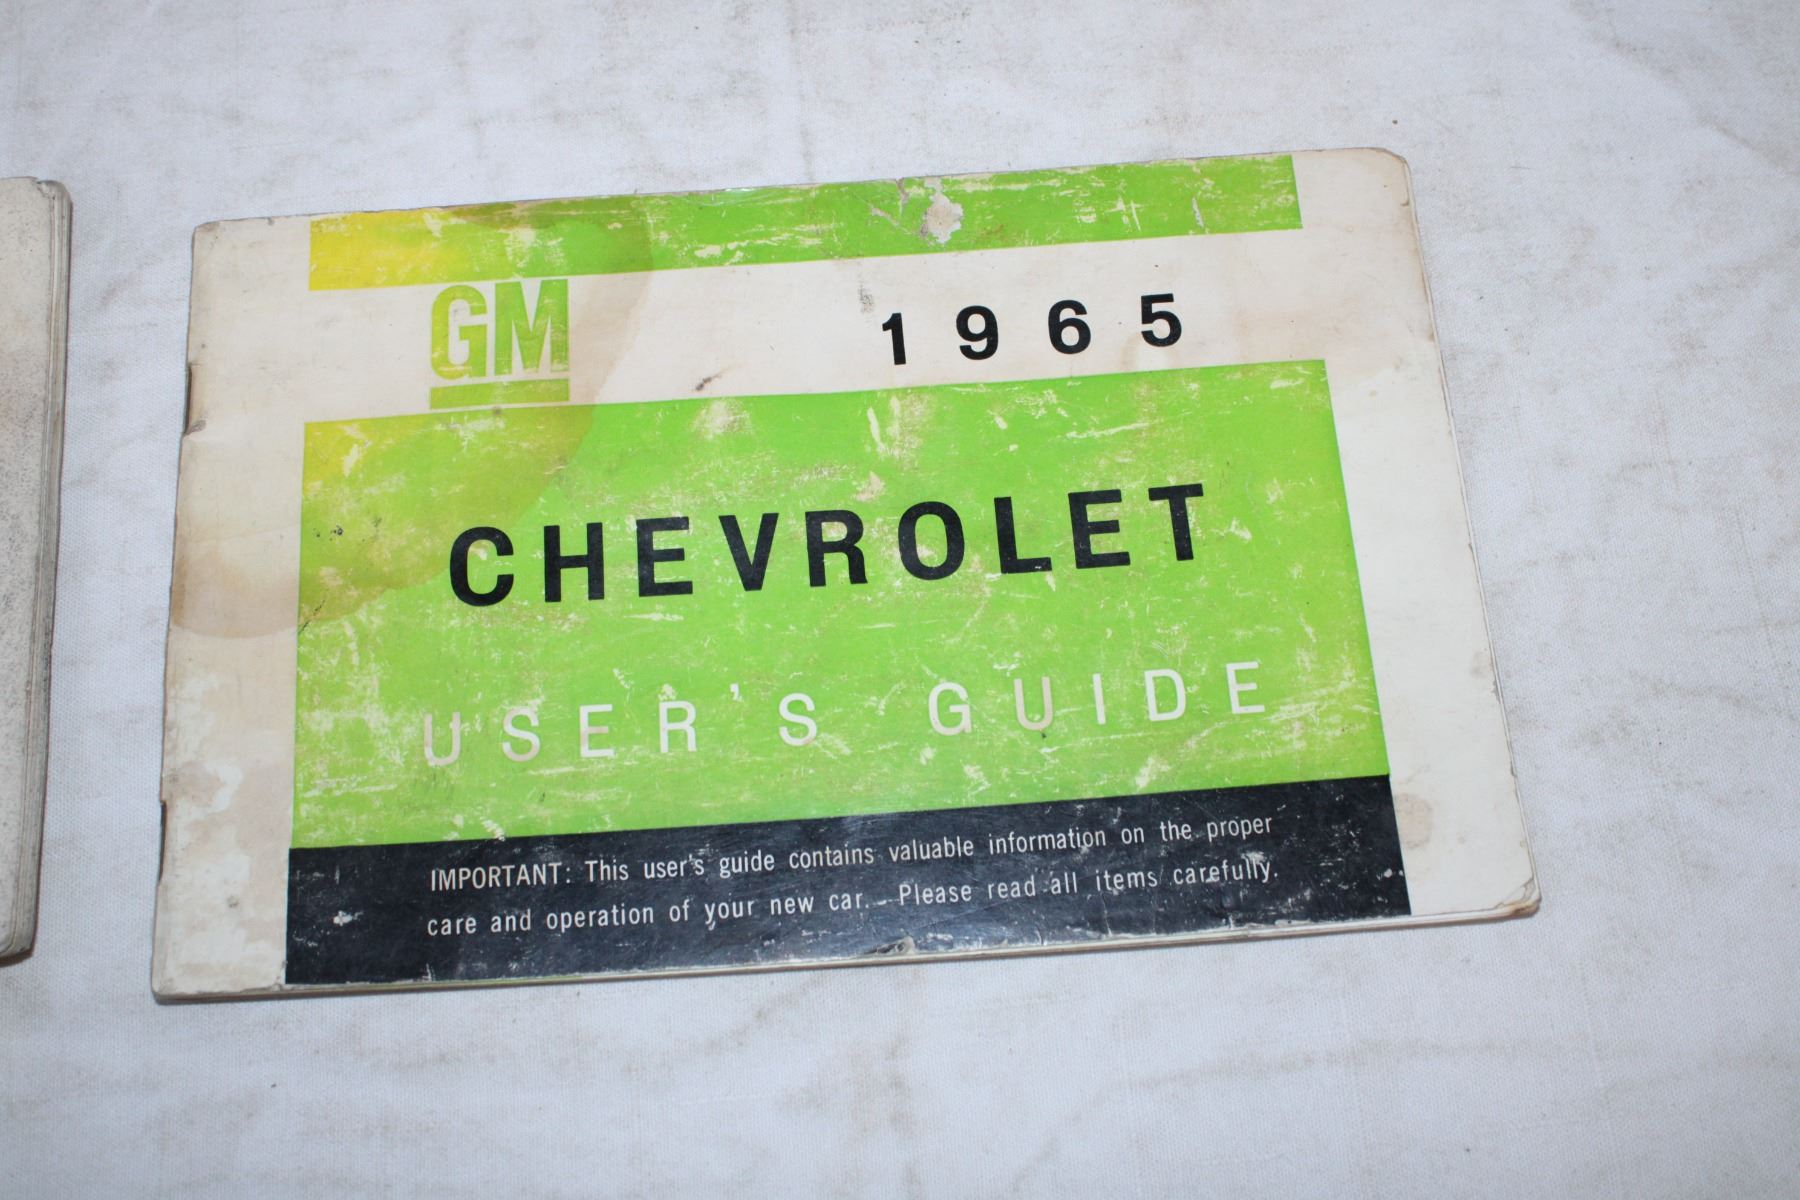 GM
1965
CHEVROLET
USER'S GUIDE
IMPORTANT: This user's guide contains valuable information on the proper
care and operation of your new car. Please read all items carefully.